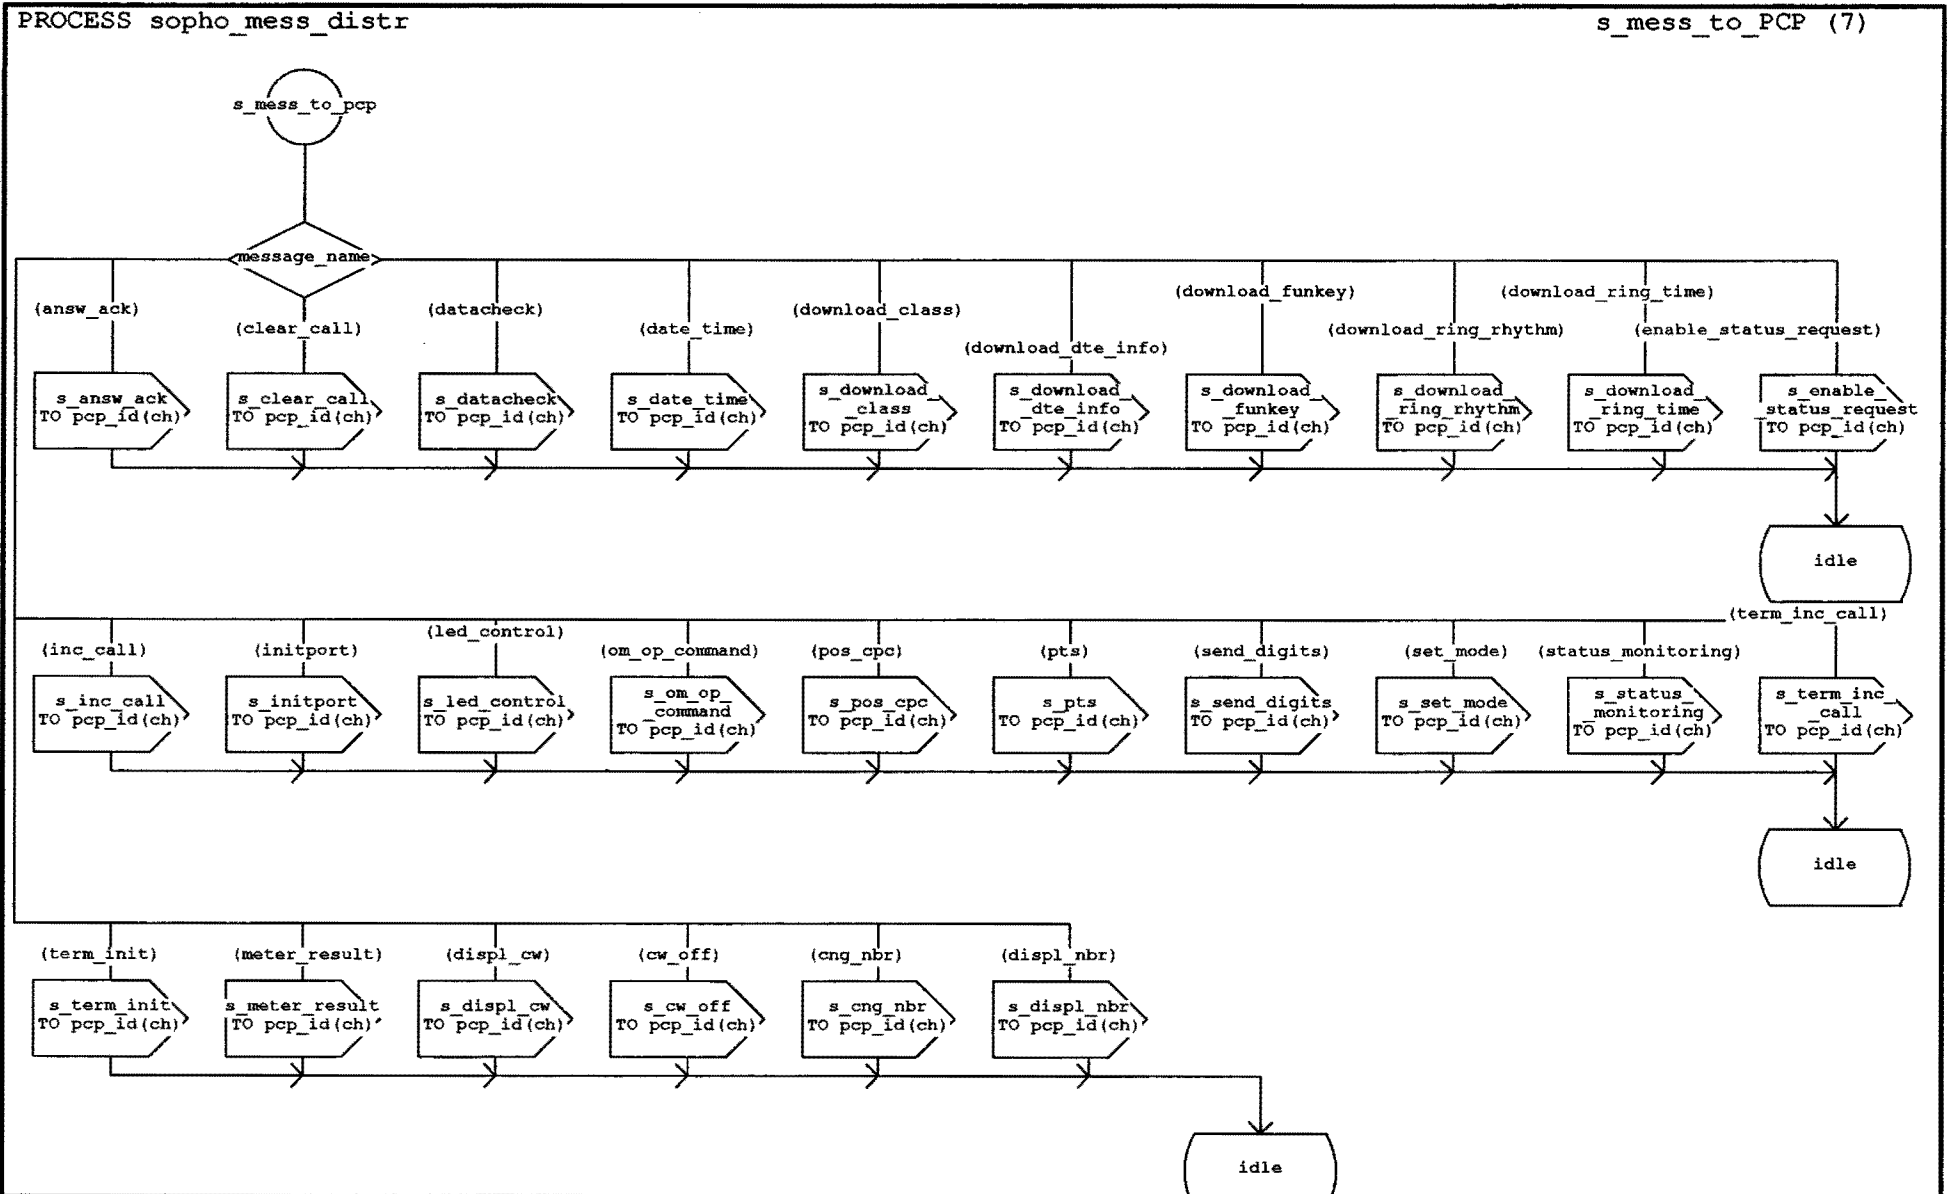 PROCESS sopho_mess_distr
s_mess_to_PCP (7)
s_mess_to_pcp
message_name
(answ_ack)
(clear_call)
(datacheck)
(date_time)
(download_class)
(download_dte_info)
(download_funkey)
(download_ring_rhythm)
(download_ring_time)
(enable_status_request)
s_answ_ack
TO pcp_id(ch)
s_clear_call
TO pcp_id(ch)
s_datacheck
TO pcp_id(ch)
s_date_time
TO pcp_id(ch)
s_download_
_class
TO pcp_id(ch)
s_download_
_dte_info
TO pcp_id(ch)
s_download_
_funkey
TO pcp_id(ch)
s_download_
_ring_rhythm
TO pcp_id(ch)
s_download_
_ring_time
TO pcp_id(ch)
s_enable_
_status_request
TO pcp_id(ch)
idle
(inc_call)
(initport)
(led_control)
(om_op_command)
(pos_cpc)
(pts)
(send_digits)
(set_mode)
(status_monitoring)
(term_inc_call)
s_inc_call
TO pcp_id(ch)
s_initport
TO pcp_id(ch)
s_led_control
TO pcp_id(ch)
s_om_op_
_command
TO pcp_id(ch)
s_pos_cpc
TO pcp_id(ch)
s_pts
TO pcp_id(ch)
s_send_digits
TO pcp_id(ch)
s_set_mode
TO pcp_id(ch)
s_status_
_monitoring
TO pcp_id(ch)
s_term_inc_
_call
TO pcp_id(ch)
idle
(term_init)
(meter_result)
(displ_cw)
(cw_off)
(cng_nbr)
(displ_nbr)
s_term_init
TO pcp_id(ch)
s_meter_result
TO pcp_id(ch)
s_displ_cw
TO pcp_id(ch)
s_cw_off
TO pcp_id(ch)
s_cng_nbr
TO pcp_id(ch)
s_displ_nbr
TO pcp_id(ch)
idle